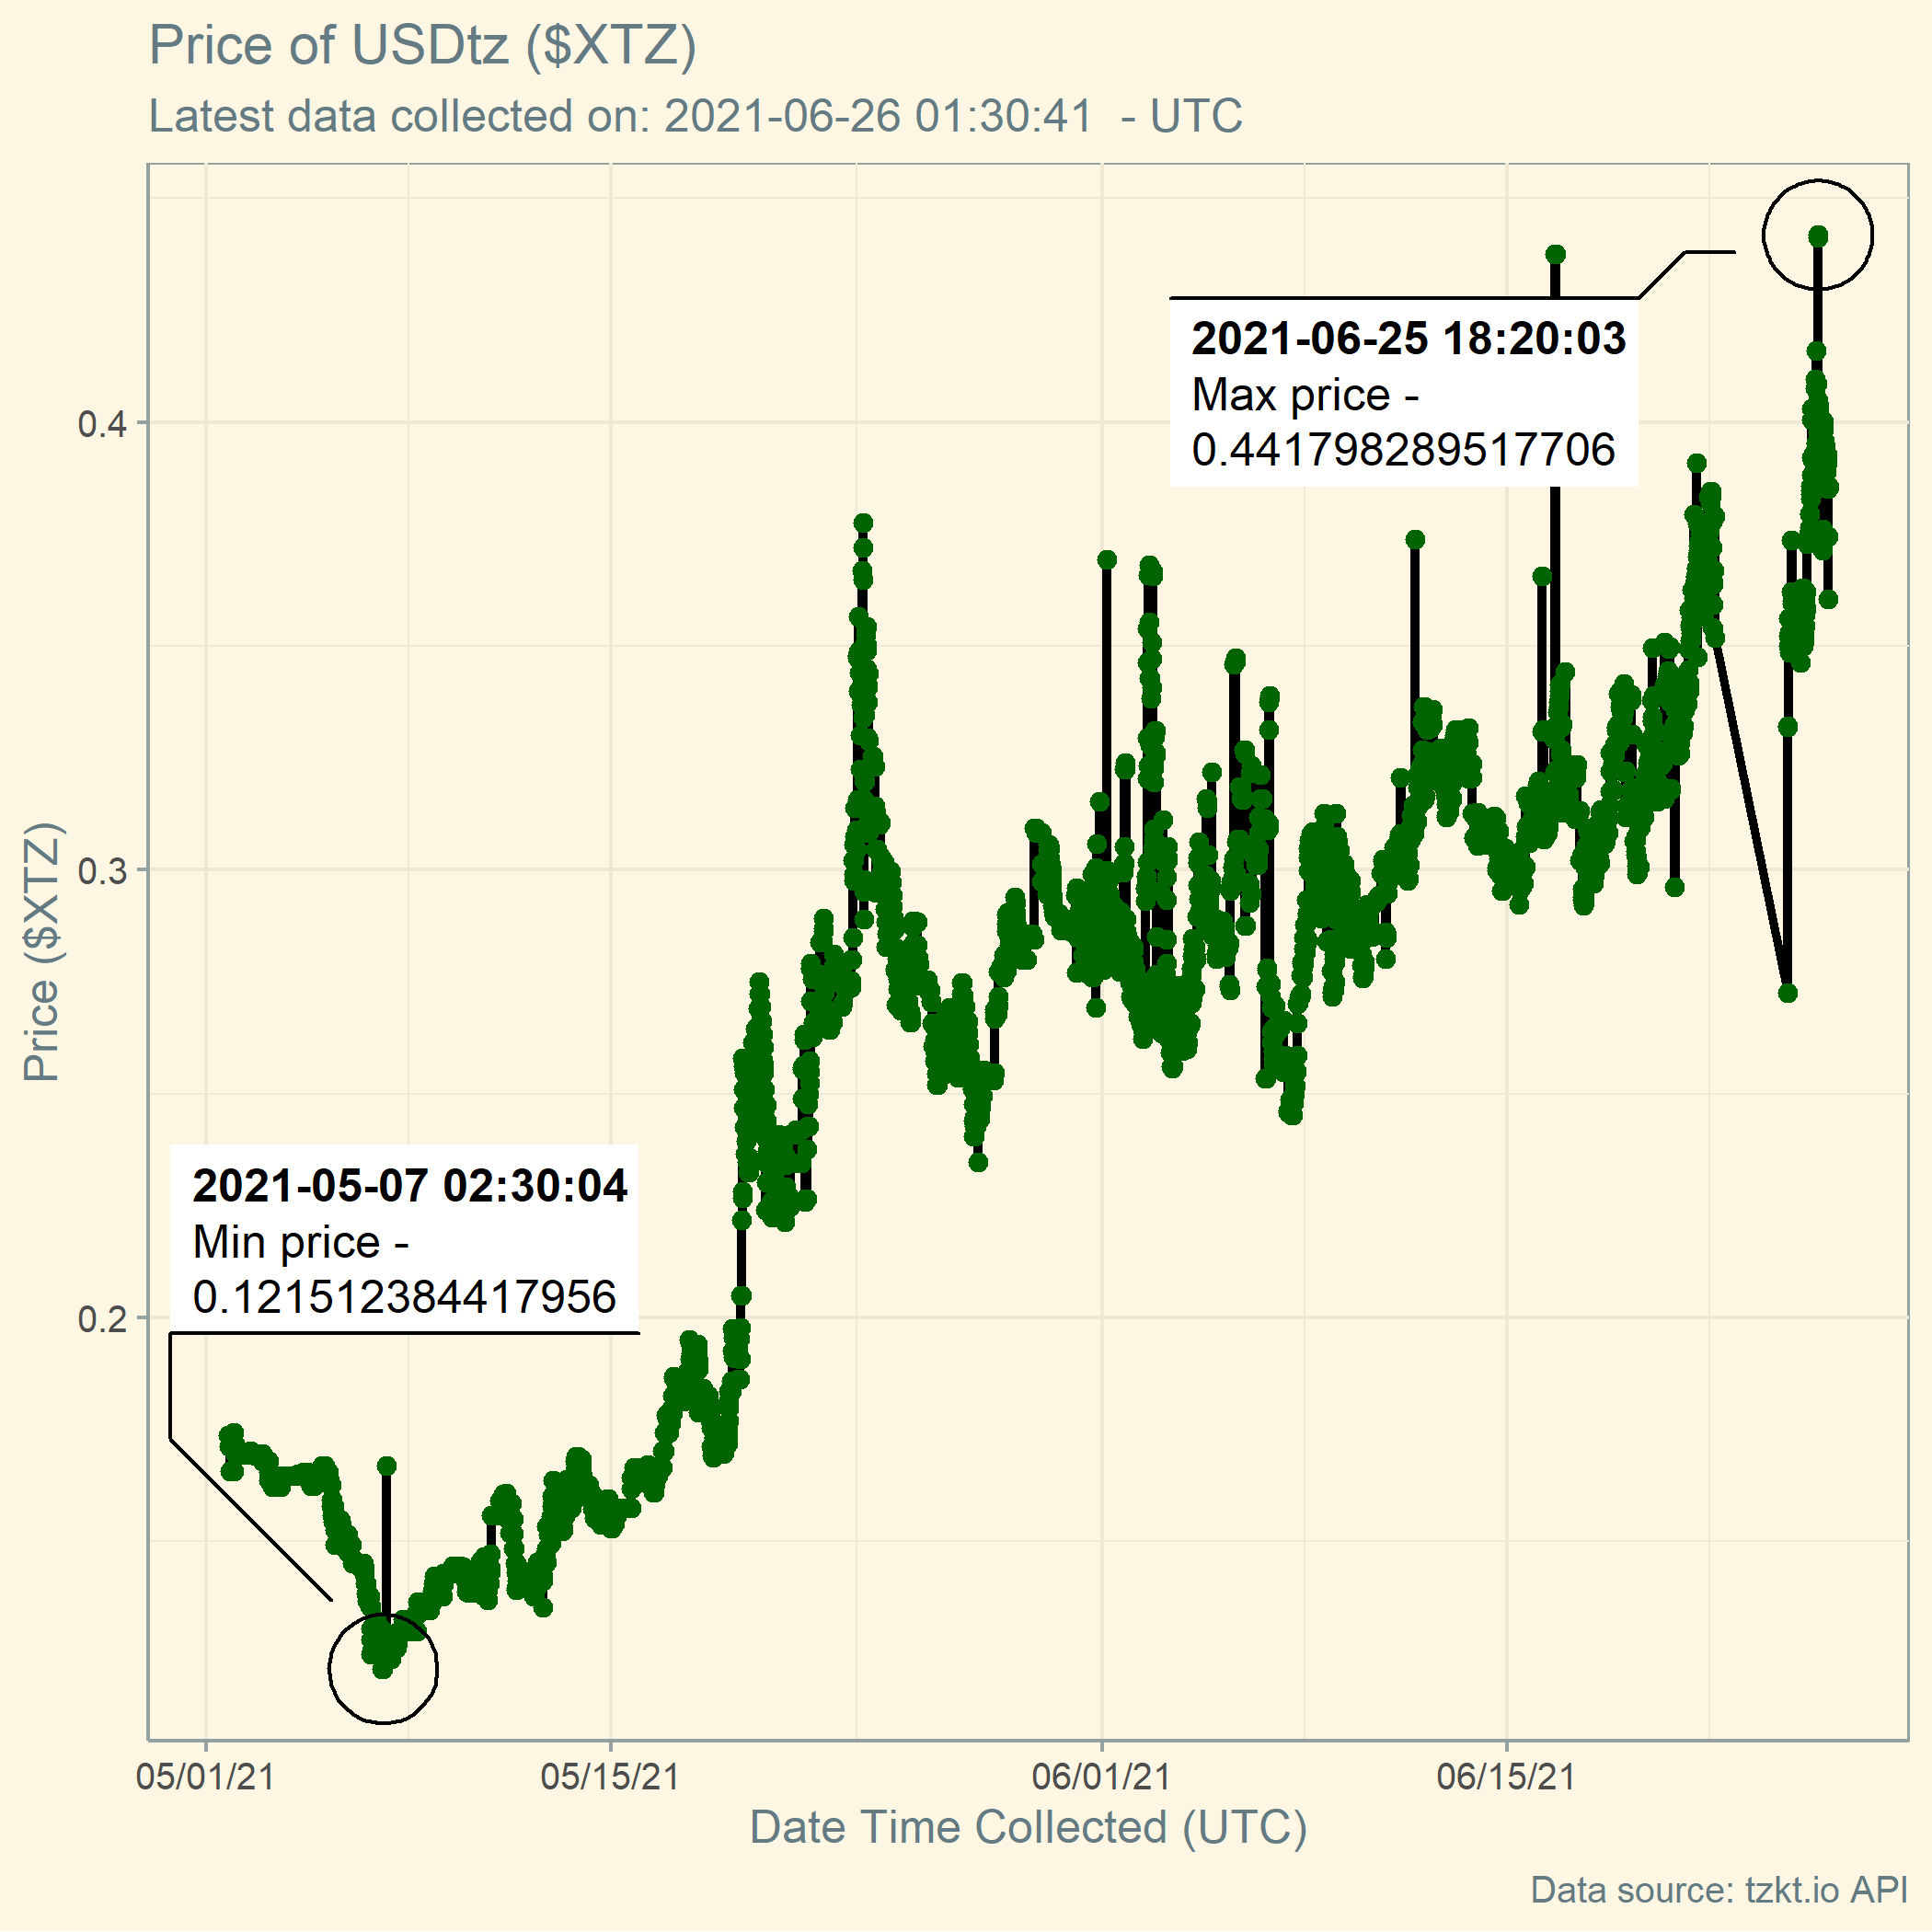 Price of USDtz ($XTZ)
Latest data collected on: 2021-06-26 01:30:41  - UTC
2021-06-25 18:20:03
Max price -
0.441798289517706
2021-05-07 02:30:04
Min price -
0.121512384417956
Price ($XTZ)
0.4
0.3
0.2
05/01/21
05/15/21
06/01/21
06/15/21
Date Time Collected (UTC)
Data source: tzkt.io API